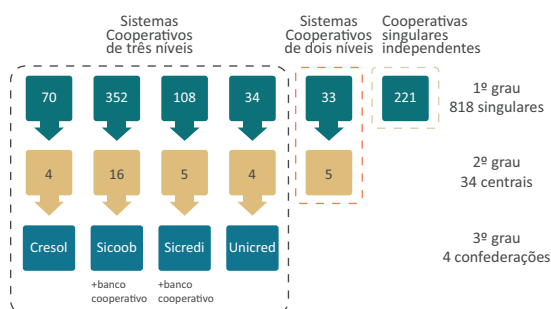 Sistemas
Cooperativos
de três níveis
Sistemas
Cooperativos
de dois níveis
Cooperativas
singulares
independentes
70
352
108
34
33
221
1º grau
818 singulares
4
16
5
4
5
2º grau
34 centrais
Cresol
Sicoob
Sicredi
Unicred
3º grau
4 confederações
+banco
cooperativo
+banco
cooperativo